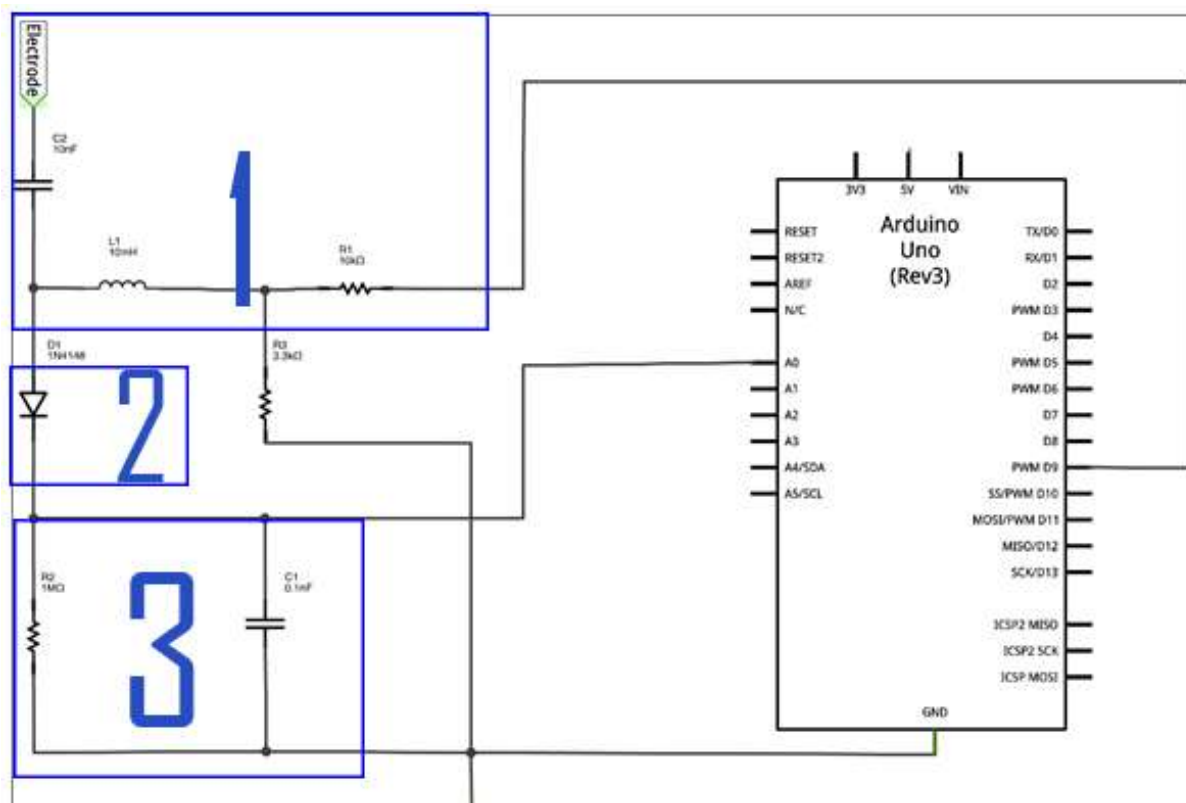 Electrode
C2
10nF
1
L1
10mH
R1
10kΩ
D1
1N4148
R3
3.3kΩ
2
R2
1MΩ
3
C1
0.1nF
3V3
5V
VIN
Arduino
Uno
(Rev3)
RESET
RESET2
AREF
N/C
A0
A1
A2
A3
A4/SDA
A5/SCL
TX/D0
RX/D1
D2
PWM D3
D4
PWM D5
PWM D6
D7
D8
PWM D9
SS/PWM D10
MOSI/PWM D11
MISO/D12
SCK/D13
ICSP2 MISO
ICSP2 SCK
ICSP MOSI
GND